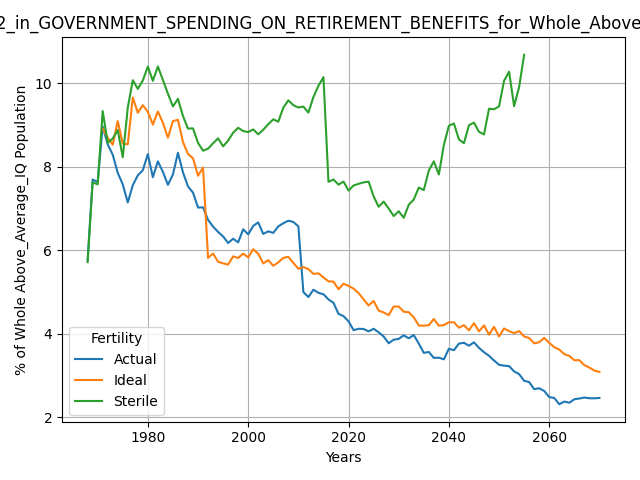 2_in_GOVERNMENT_SPENDING_ON_RETIREMENT_BENEFITS_for_Whole_Above
% of Whole Above_Average_IQ Population
10
8
6
4
2
Fertility
Actual
Ideal
Sterile
1980
2000
2020
2040
2060
Years